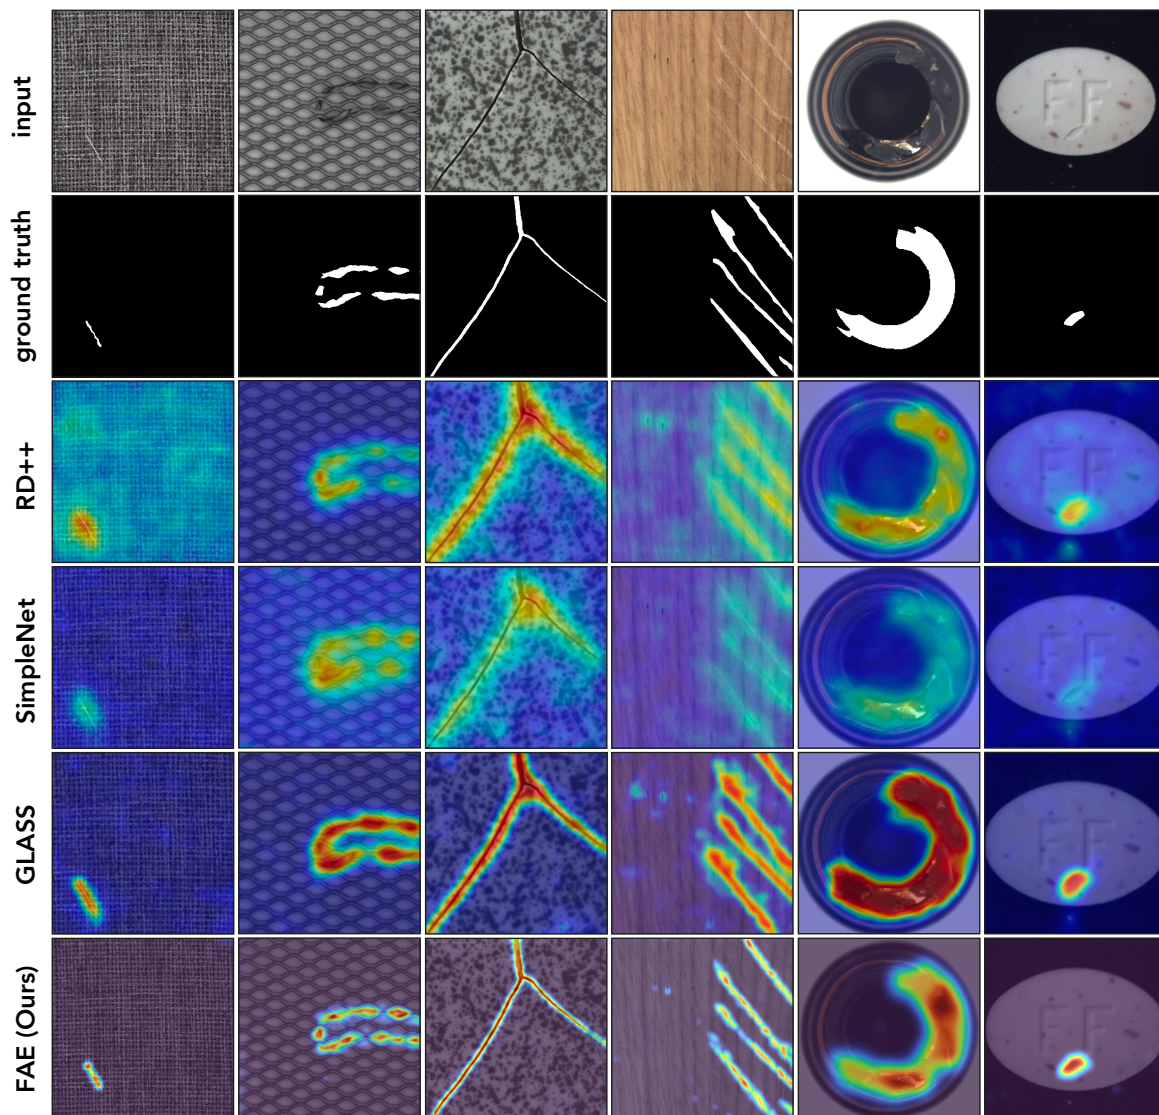 input
ground truth
RD++
SimpleNet
GLASS
FAE (Ours)
FF